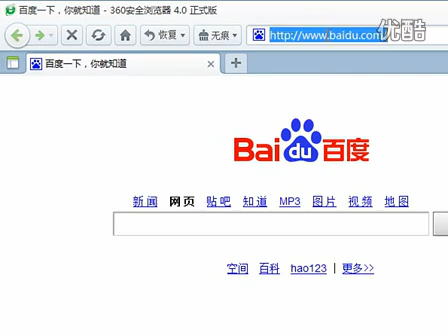 百度一下，你就知道 - 360安全浏览器 4.0 正式版
恢复 无痕 http://www.baidu.com/ 优酷
百度一下，你就知道
Bai du 百度
新闻 网页 贴吧 知道 MP3 图片 视频 地图
空间 百科 hao123 | 更多>>